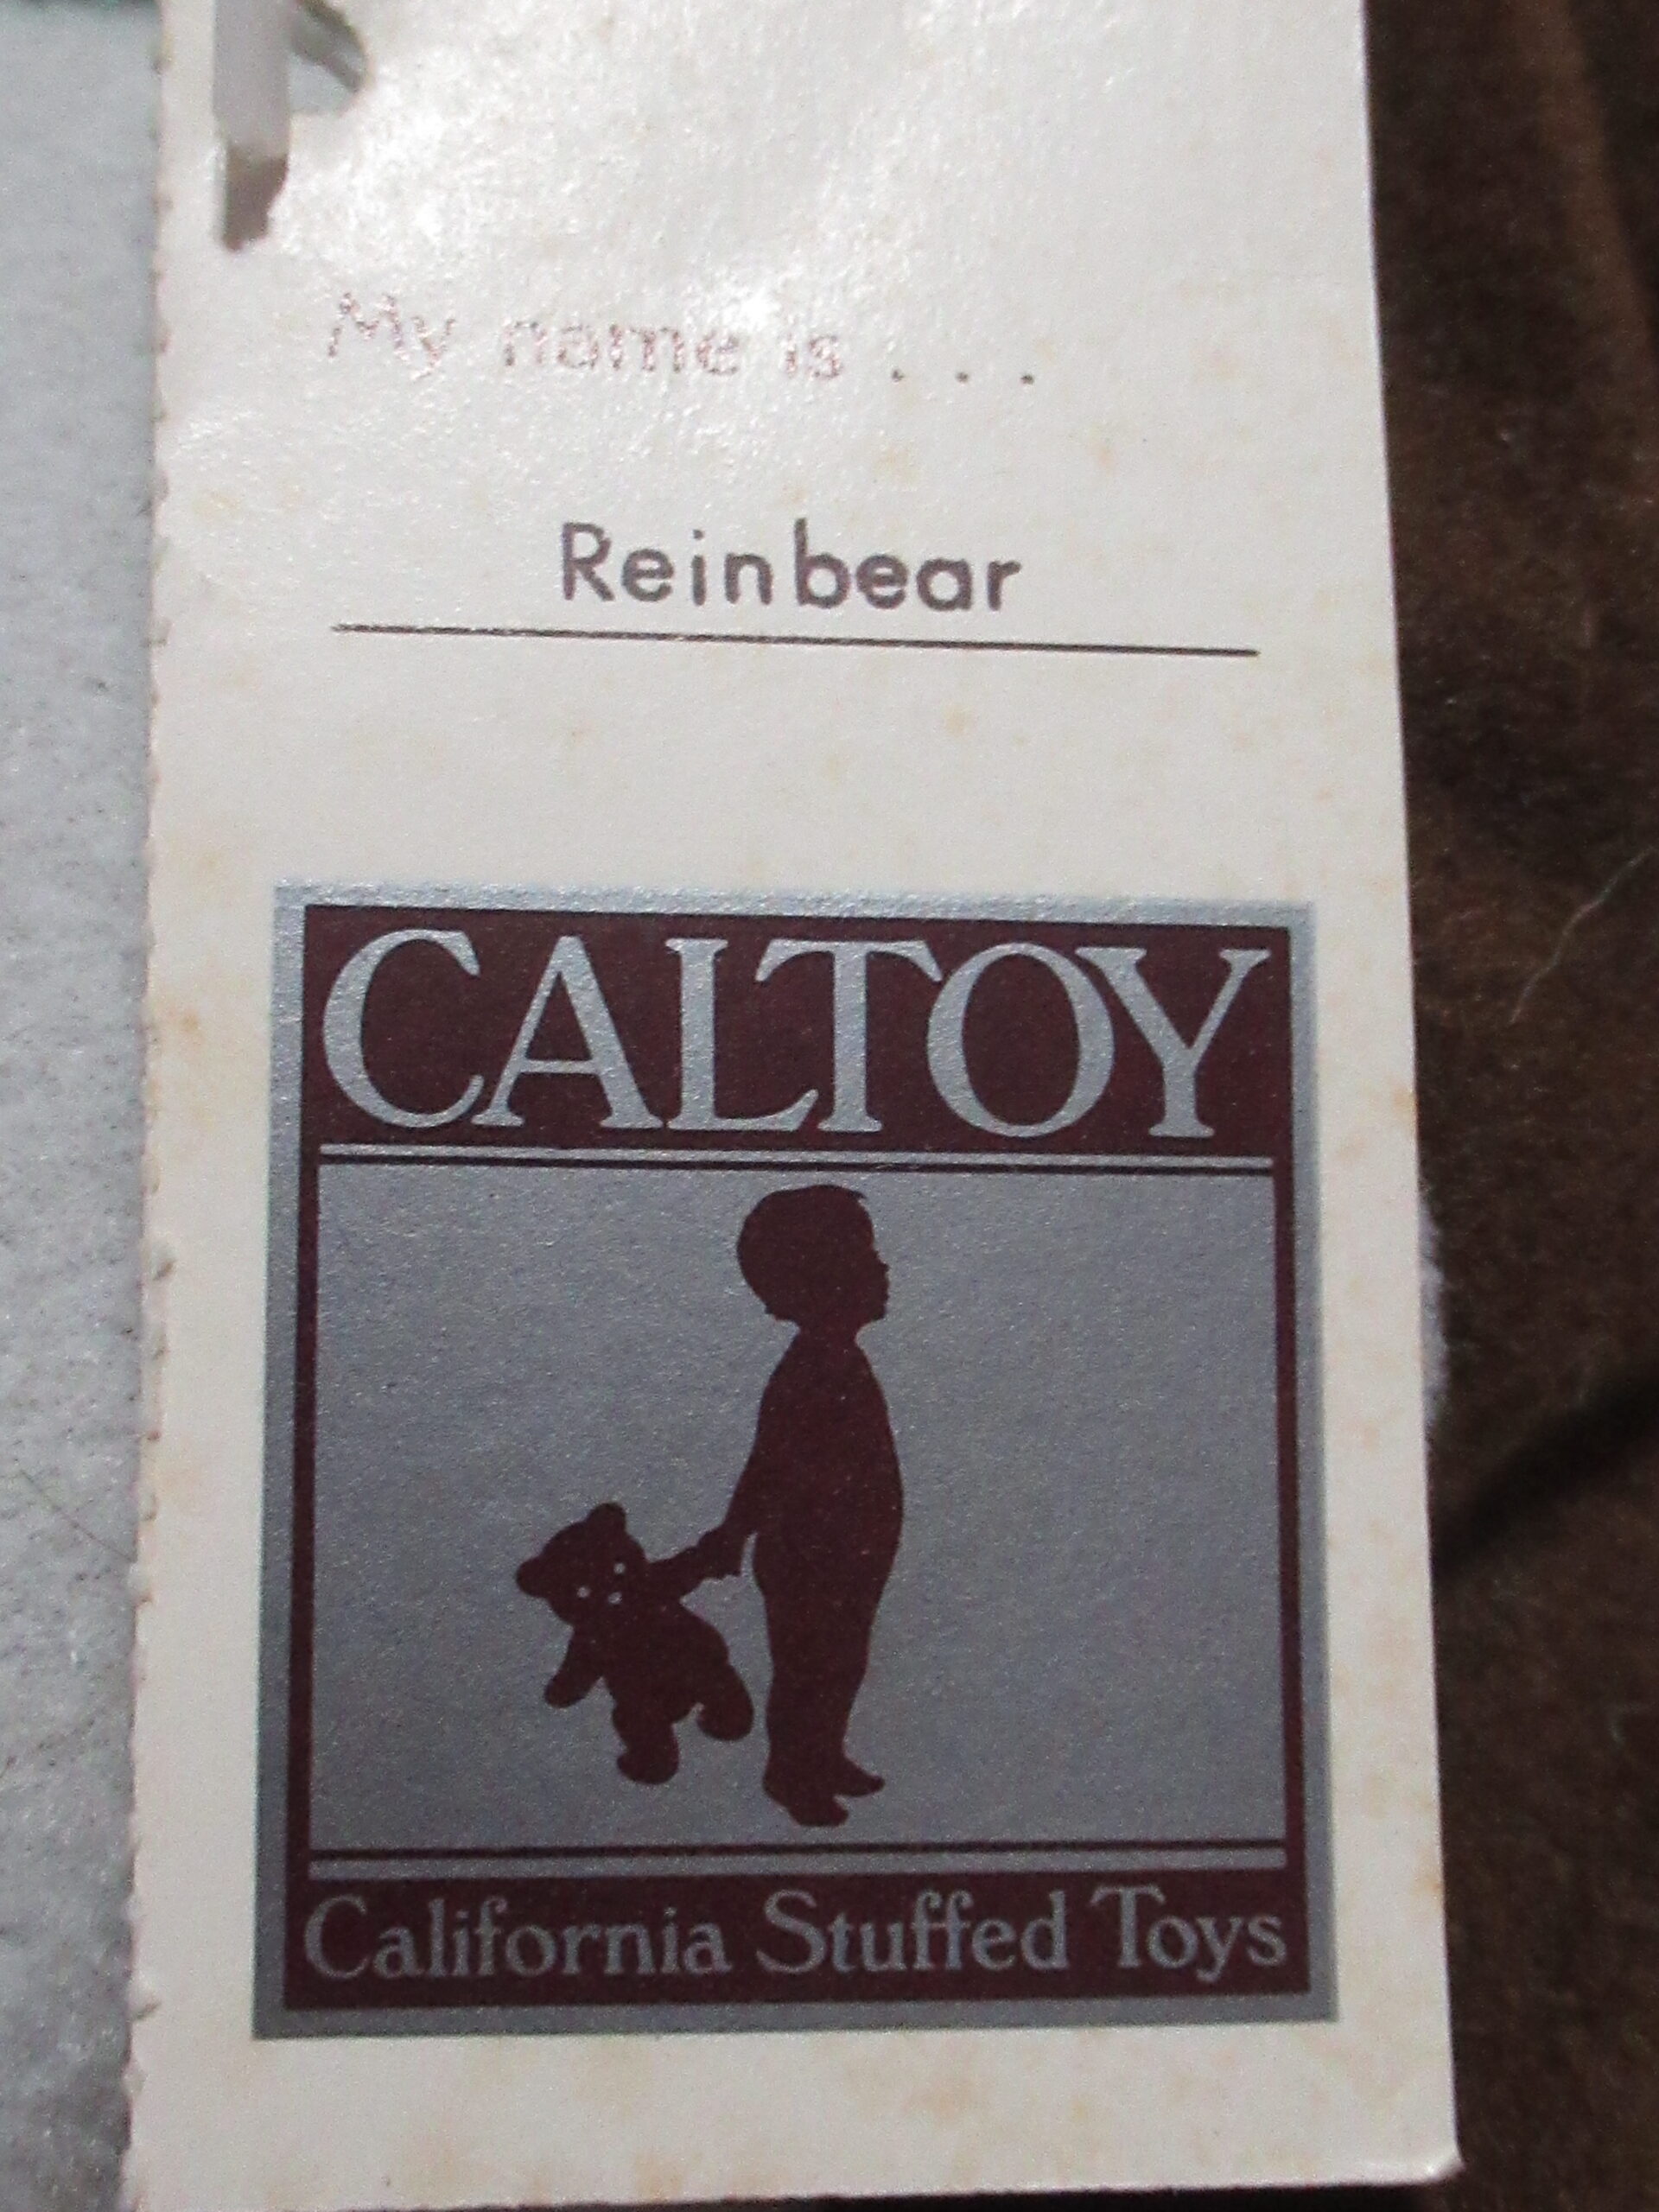 My name is . . .
Reinbear
CALTOY
California Stuffed Toys